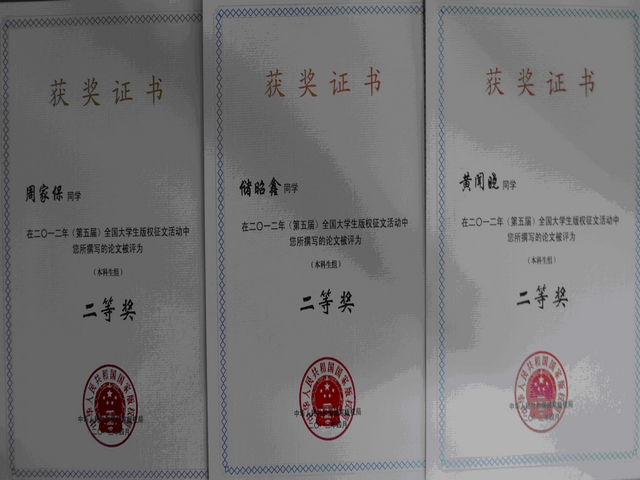 获奖证书
周家保 同学
在二〇一二年（第五届）全国大学生版权征文活动中
您所撰写的论文被评为
（本科生组）
二等奖
获奖证书
储昭鑫 同学
在二〇一二年（第五届）全国大学生版权征文活动中
您所撰写的论文被评为
（本科生组）
二等奖
获奖证书
黄闻晓 同学
在二〇一二年（第五届）全国大学生版权征文活动中
您所撰写的论文被评为
（本科生组）
二等奖